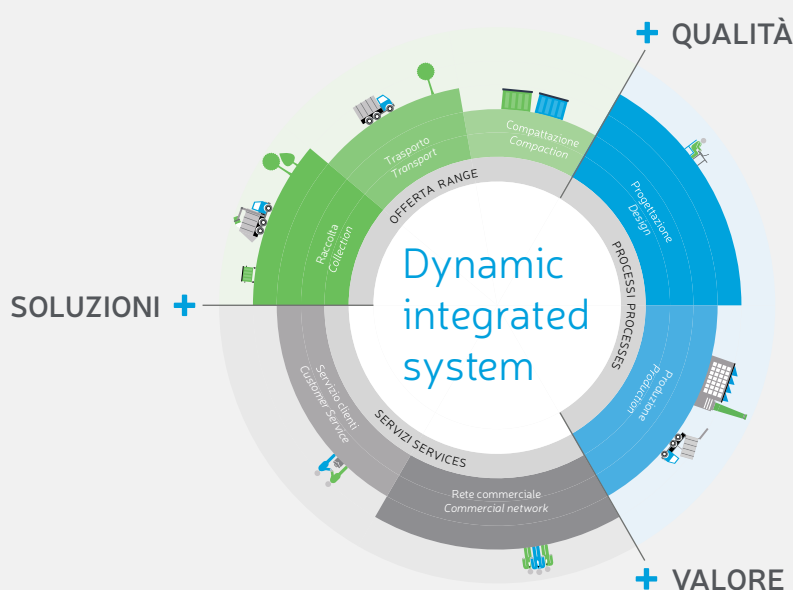 + QUALITÀ
Compattazione
Compaction
Trasporto
Transport
OFFERTA RANGE
Progettazione
Design
Raccolta
Collection
PROCESSI PROCESSES
Dynamic
integrated
system
SOLUZIONI +
Produzione
Production
Servizio clienti
Customer Service
SERVIZI SERVICES
Rete commerciale
Commercial network
+ VALORE